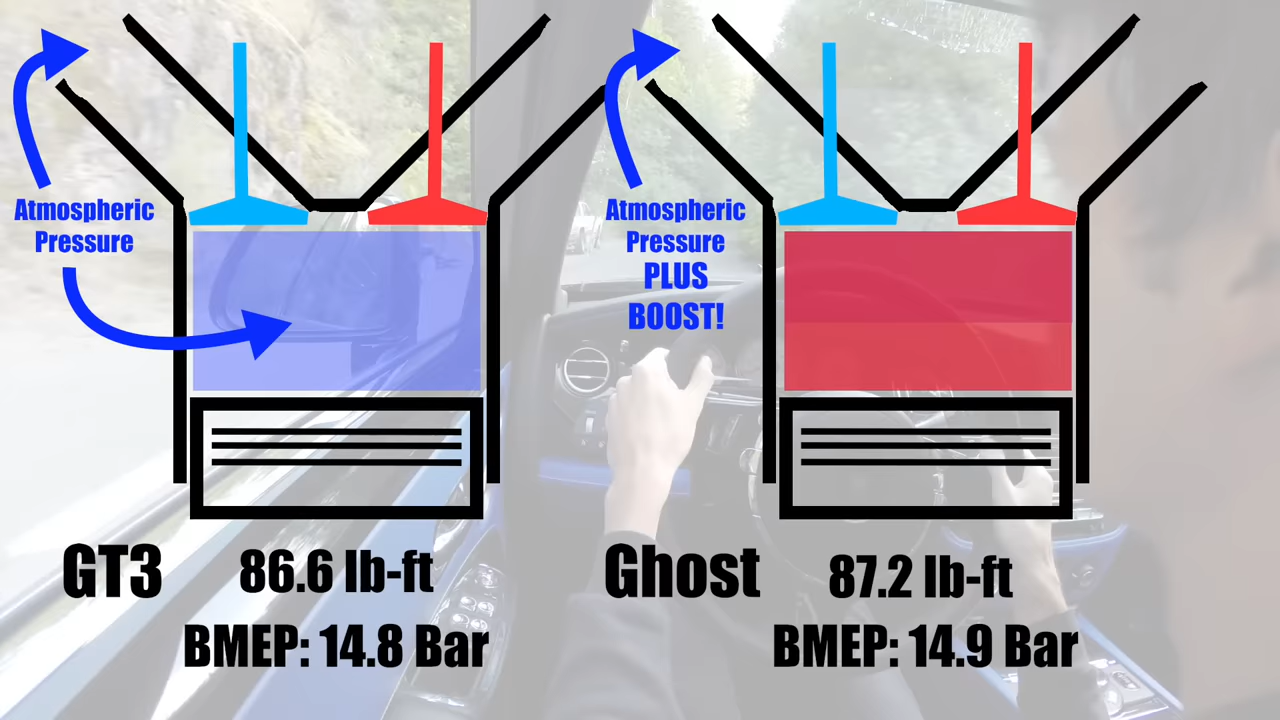 Atmospheric
Pressure
Atmospheric
Pressure
PLUS
BOOST!
GT3
86.6 lb-ft
BMEP: 14.8 Bar
Ghost
87.2 lb-ft
BMEP: 14.9 Bar